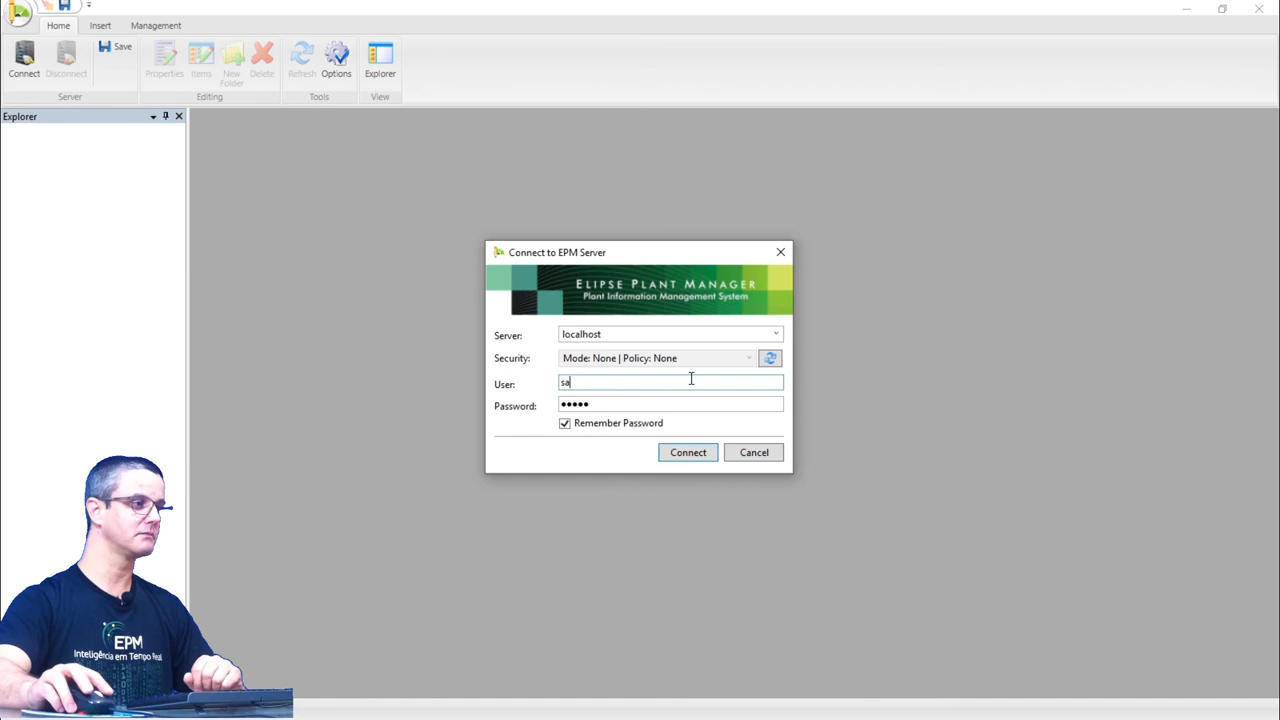 Home Insert Management
Connect Disconnect Save Properties Items New Folder Delete Refresh Options Explorer
Server Editing Tools View
Explorer
Connect to EPM Server
ELIPSE PLANT MANAGER
Plant Information Management System
Server: localhost
Security: Mode: None | Policy: None
User: sa
Password: •••••
Remember Password
Connect Cancel
EPM
Inteligência em Tempo Real